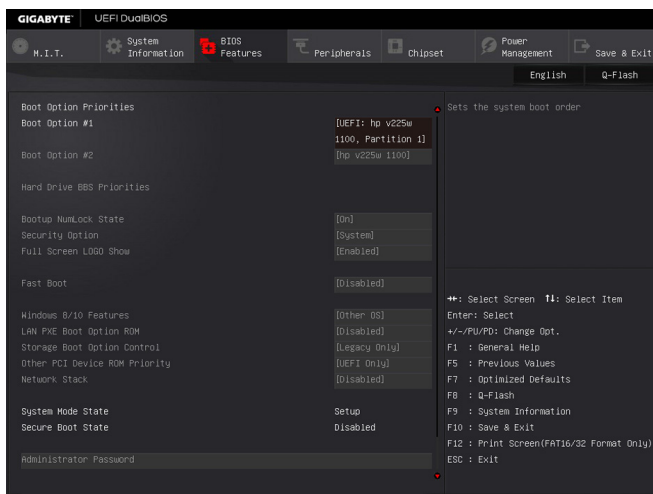 GIGABYTE™ UEFI DualBIOS
M.I.T.
System Information
BIOS Features
Peripherals
Chipset
Power Management
Save & Exit
English Q-Flash
Boot Option Priorities
Boot Option #1 [UEFI: hp v225w 1100, Partition 1]
Boot Option #2 [hp v225w 1100]
Hard Drive BBS Priorities
Bootup NumLock State [On]
Security Option [System]
Full Screen LOGO Show [Enabled]
Fast Boot [Disabled]
Windows 8/10 Features [Other OS]
LAN PXE Boot Option ROM [Disabled]
Storage Boot Option Control [Legacy Only]
Other PCI Device ROM Priority [UEFI Only]
Network Stack [Disabled]
System Mode State Setup
Secure Boot State Disabled
Administrator Password
Sets the system boot order
→←: Select Screen ↑↓: Select Item
Enter: Select
+/-/PU/PD: Change Opt.
F1 : General Help
F5 : Previous Values
F7 : Optimized Defaults
F8 : Q-Flash
F9 : System Information
F10 : Save & Exit
F12 : Print Screen(FAT16/32 Format Only)
ESC : Exit